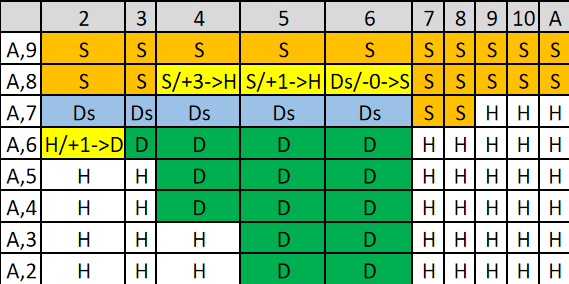 2 3 4 5 6 7 8 9 10 A
A,9 S S S S S S S S S S
A,8 S S S/+3->H S/+1->H Ds/-0->S S S S S S
A,7 Ds Ds Ds Ds Ds S S H H H
A,6 H/+1->D D D D D H H H H H
A,5 H H D D D H H H H H
A,4 H H D D D H H H H H
A,3 H H H D D H H H H H
A,2 H H H D D H H H H H